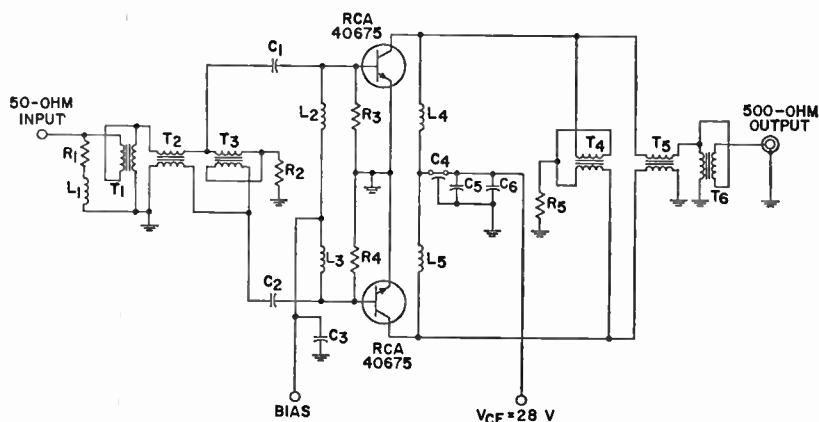 RCA
40675
C1
50-OHM
INPUT
L2
R3
L4
500-OHM
OUTPUT
T2
T3
T4
T5
R1
T1
R2
C4
C5
C6
R5
T6
L1
L3
R4
L5
C2
C3
RCA
40675
BIAS
VCE = 28 V